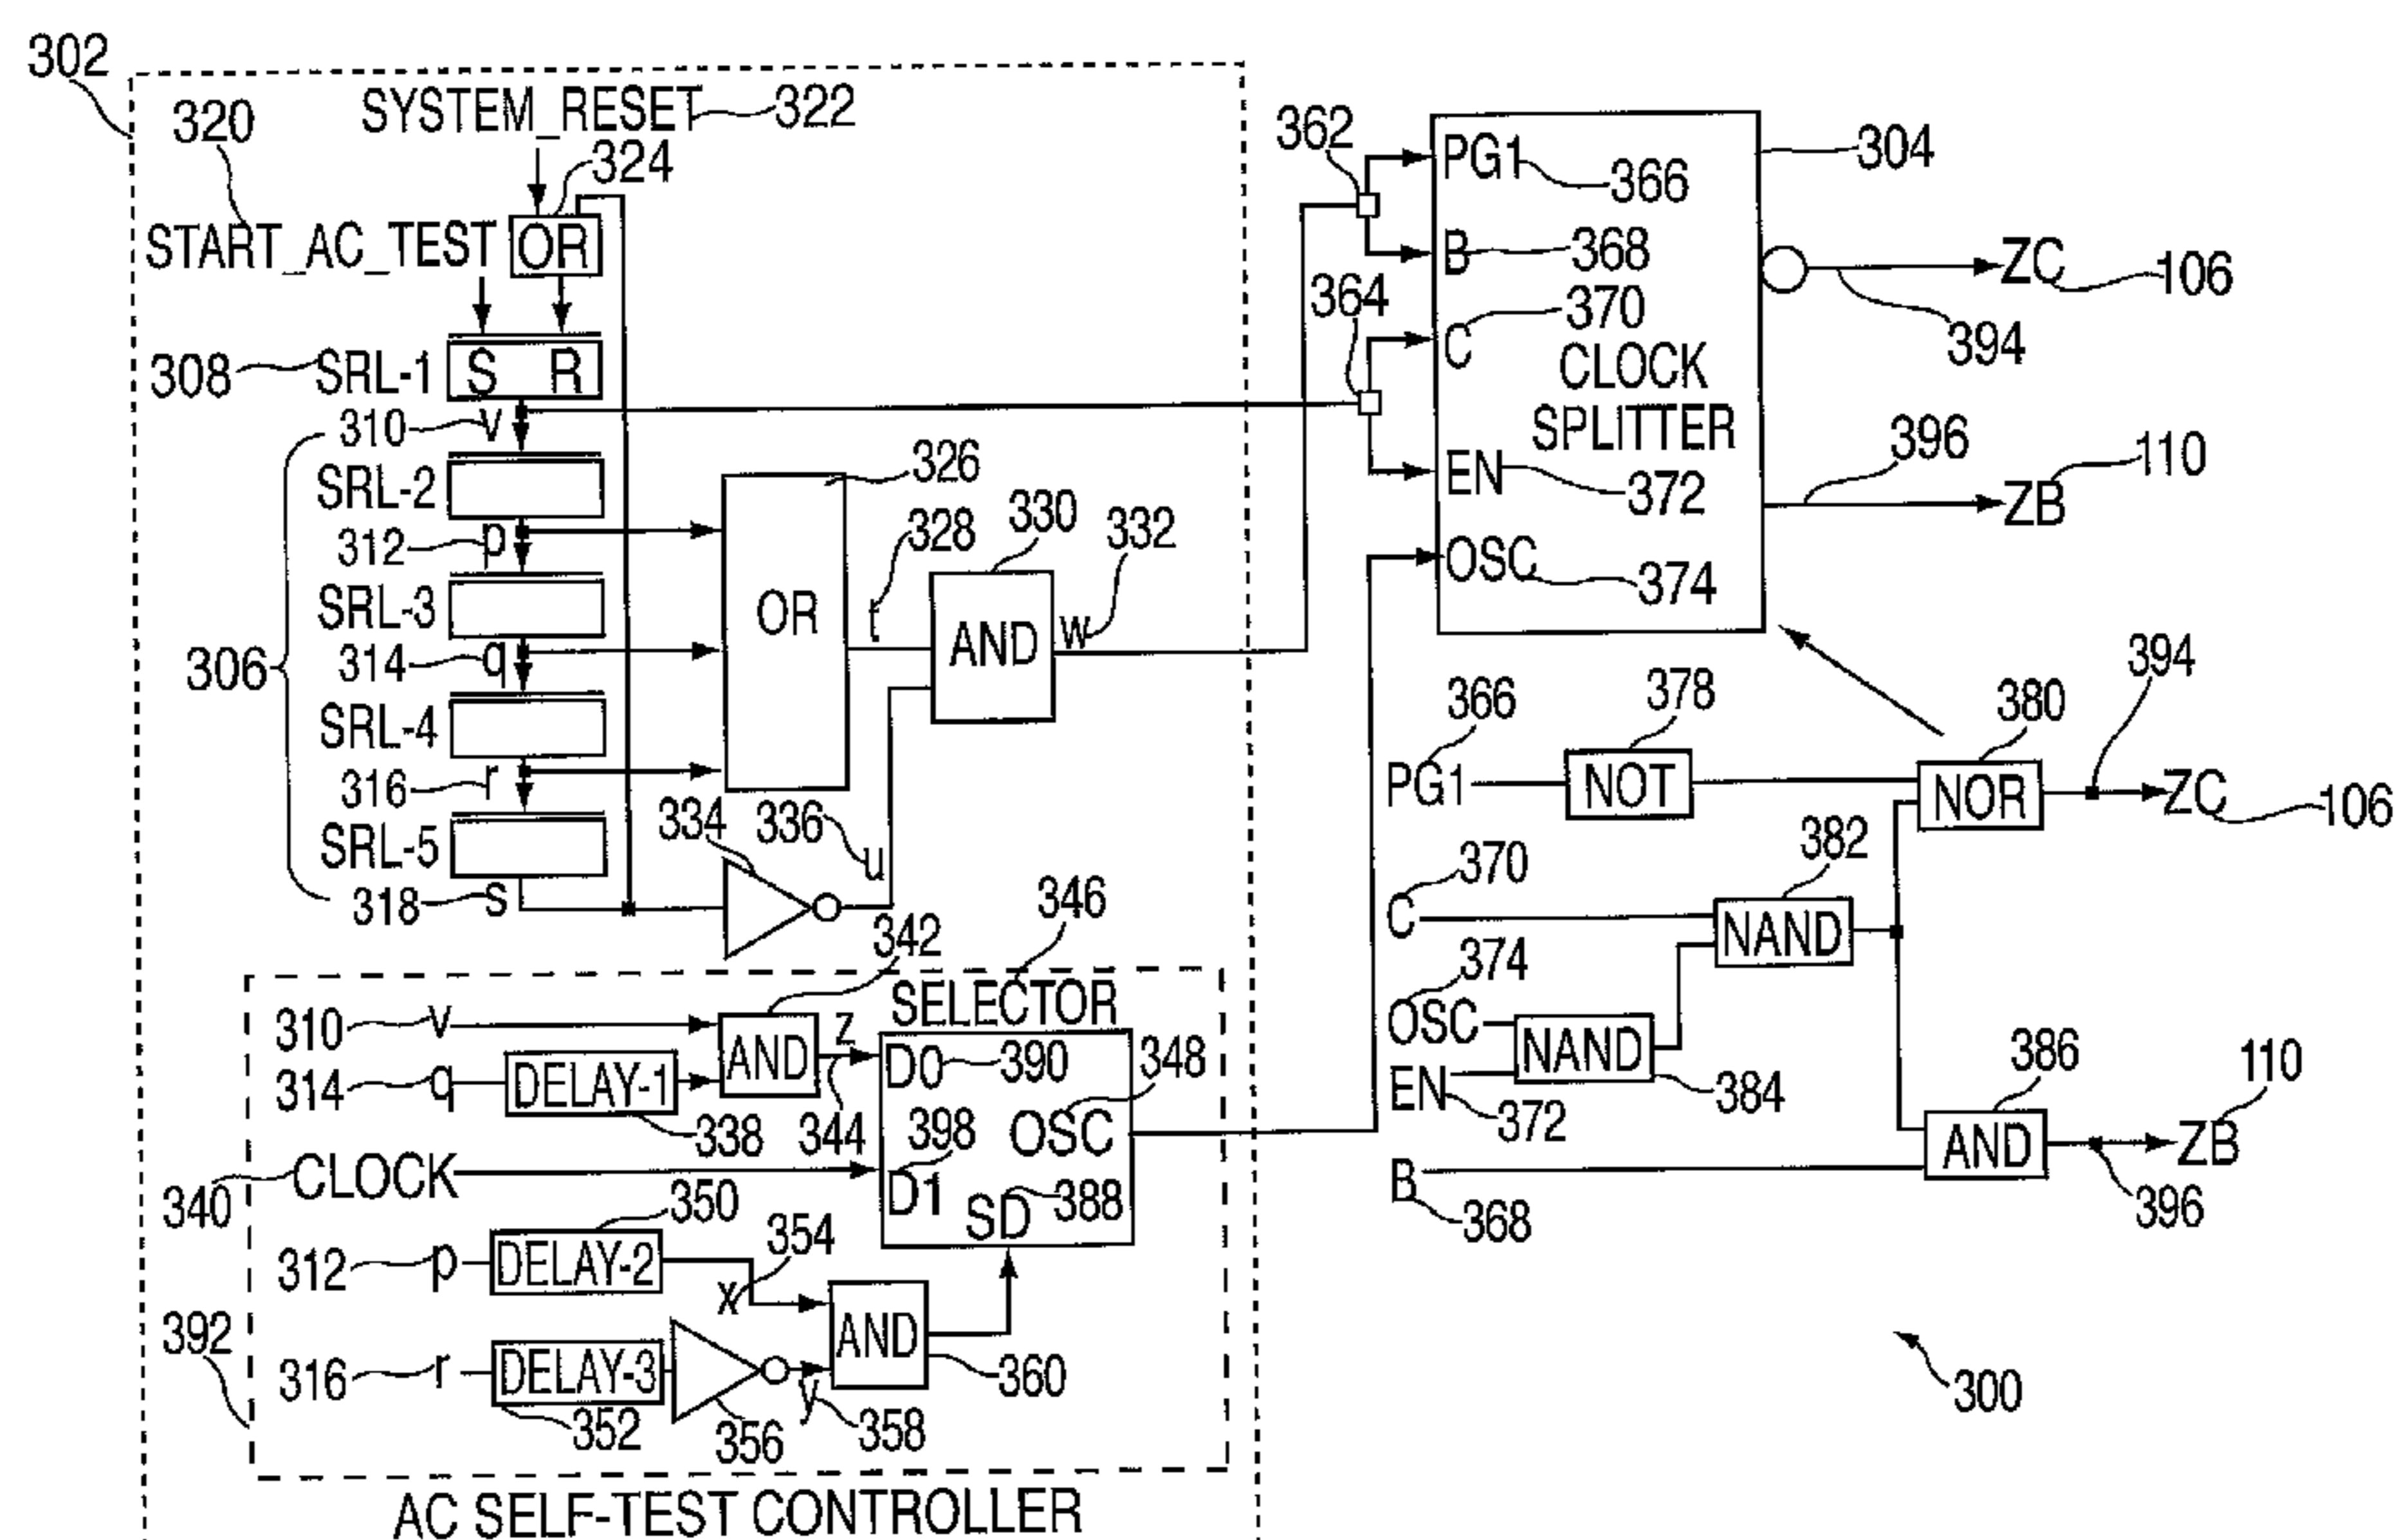 302
SYSTEM_RESET 322
320
324
START_AC_TEST OR
308 SRL-1 S R
310 v
SRL-2
312 p
SRL-3
306
314 q
SRL-4
316 r
SRL-5
318 s
326
OR
328
330
332
AND w
334
336
u
362
PG1 366
304
B 368
364
370
C CLOCK
SPLITTER
EN 372
OSC 374
ZC 106
394
396
110
ZB
342
346
SELECTOR
310 v
AND z
D0 390
348
314 q DELAY-1
338
344
398
OSC
340 CLOCK
D1
SD 388
350
354
312 p DELAY-2
x
AND
360
392
316 r DELAY-3
352
356
y 358
AC SELF-TEST CONTROLLER
366
378
380
394
PG1 NOT NOR ZC 106
370
382
C NAND
374
OSC NAND
EN 384
372
386
110
AND ZB
B 368
396
300